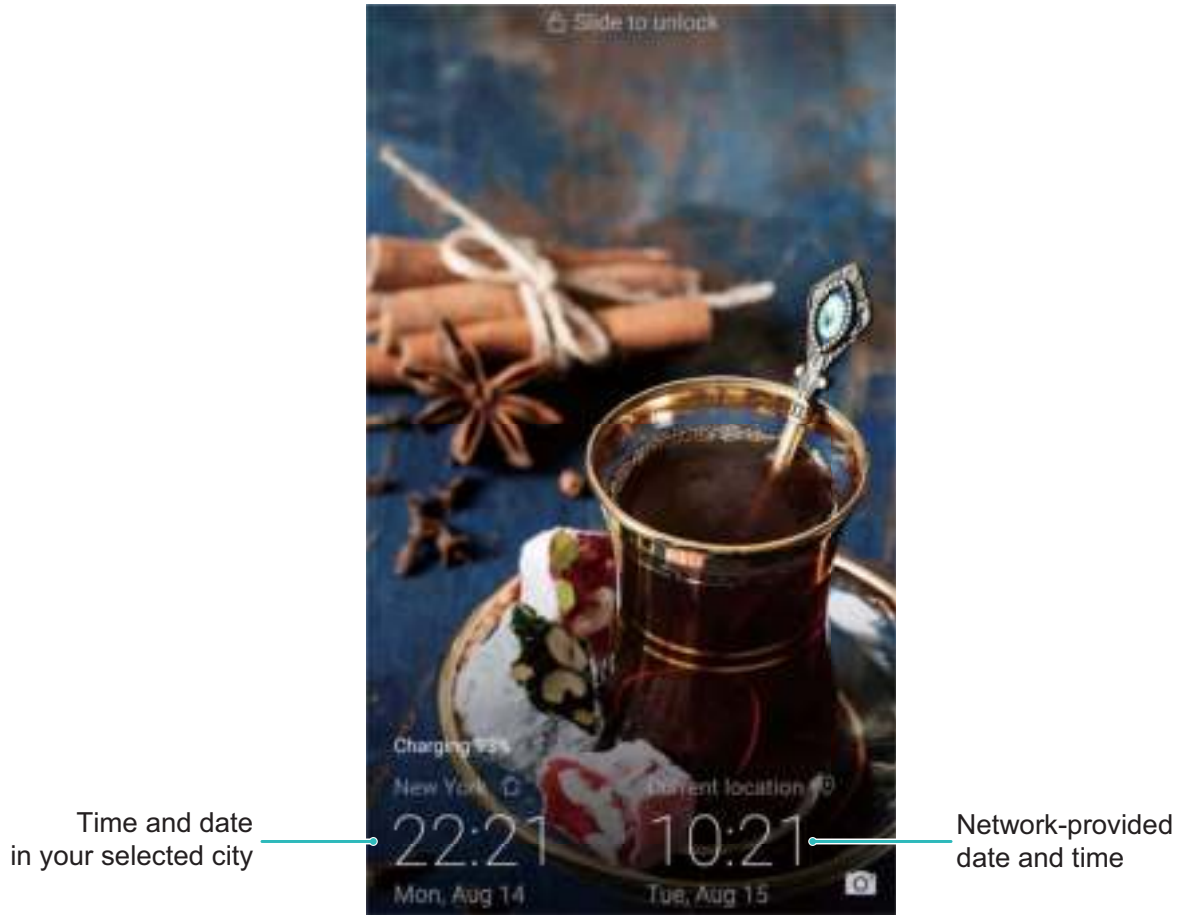 Slide to unlock
Charging 93%
New York
Current location
Time and date
in your selected city
22:21
10:21
Network-provided
date and time
Mon, Aug 14
Tue, Aug 15